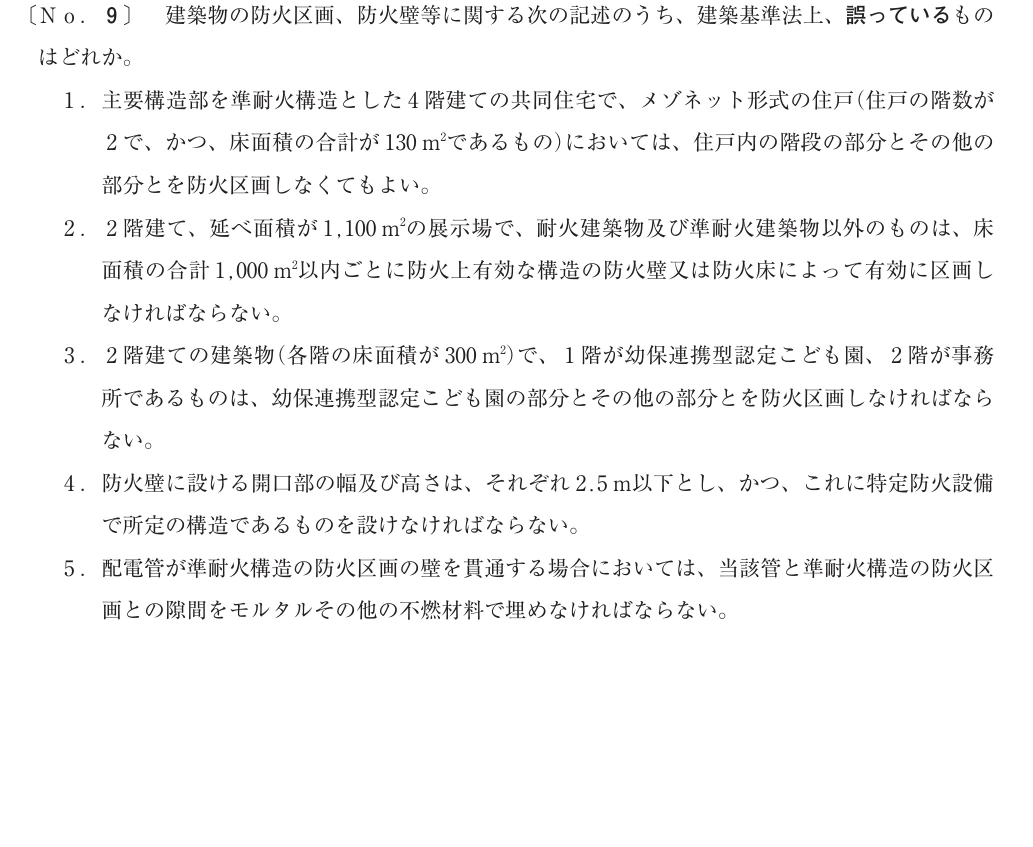 〔Ｎｏ．９〕　建築物の防火区画、防火壁等に関する次の記述のうち、建築基準法上、誤っているもの
はどれか。
１．主要構造部を準耐火構造とした４階建ての共同住宅で、メゾネット形式の住戸(住戸の階数が
２で、かつ、床面積の合計が130 m²であるもの)においては、住戸内の階段の部分とその他の
部分とを防火区画しなくてもよい。
２．２階建て、延べ面積が1,100 m²の展示場で、耐火建築物及び準耐火建築物以外のものは、床
面積の合計1,000 m²以内ごとに防火上有効な構造の防火壁又は防火床によって有効に区画し
なければならない。
３．２階建ての建築物(各階の床面積が300 m²)で、１階が幼保連携型認定こども園、２階が事務
所であるものは、幼保連携型認定こども園の部分とその他の部分とを防火区画しなければなら
ない。
４．防火壁に設ける開口部の幅及び高さは、それぞれ2.5 m以下とし、かつ、これに特定防火設備
で所定の構造であるものを設けなければならない。
５．配電管が準耐火構造の防火区画の壁を貫通する場合においては、当該管と準耐火構造の防火区
画との隙間をモルタルその他の不燃材料で埋めなければならない。